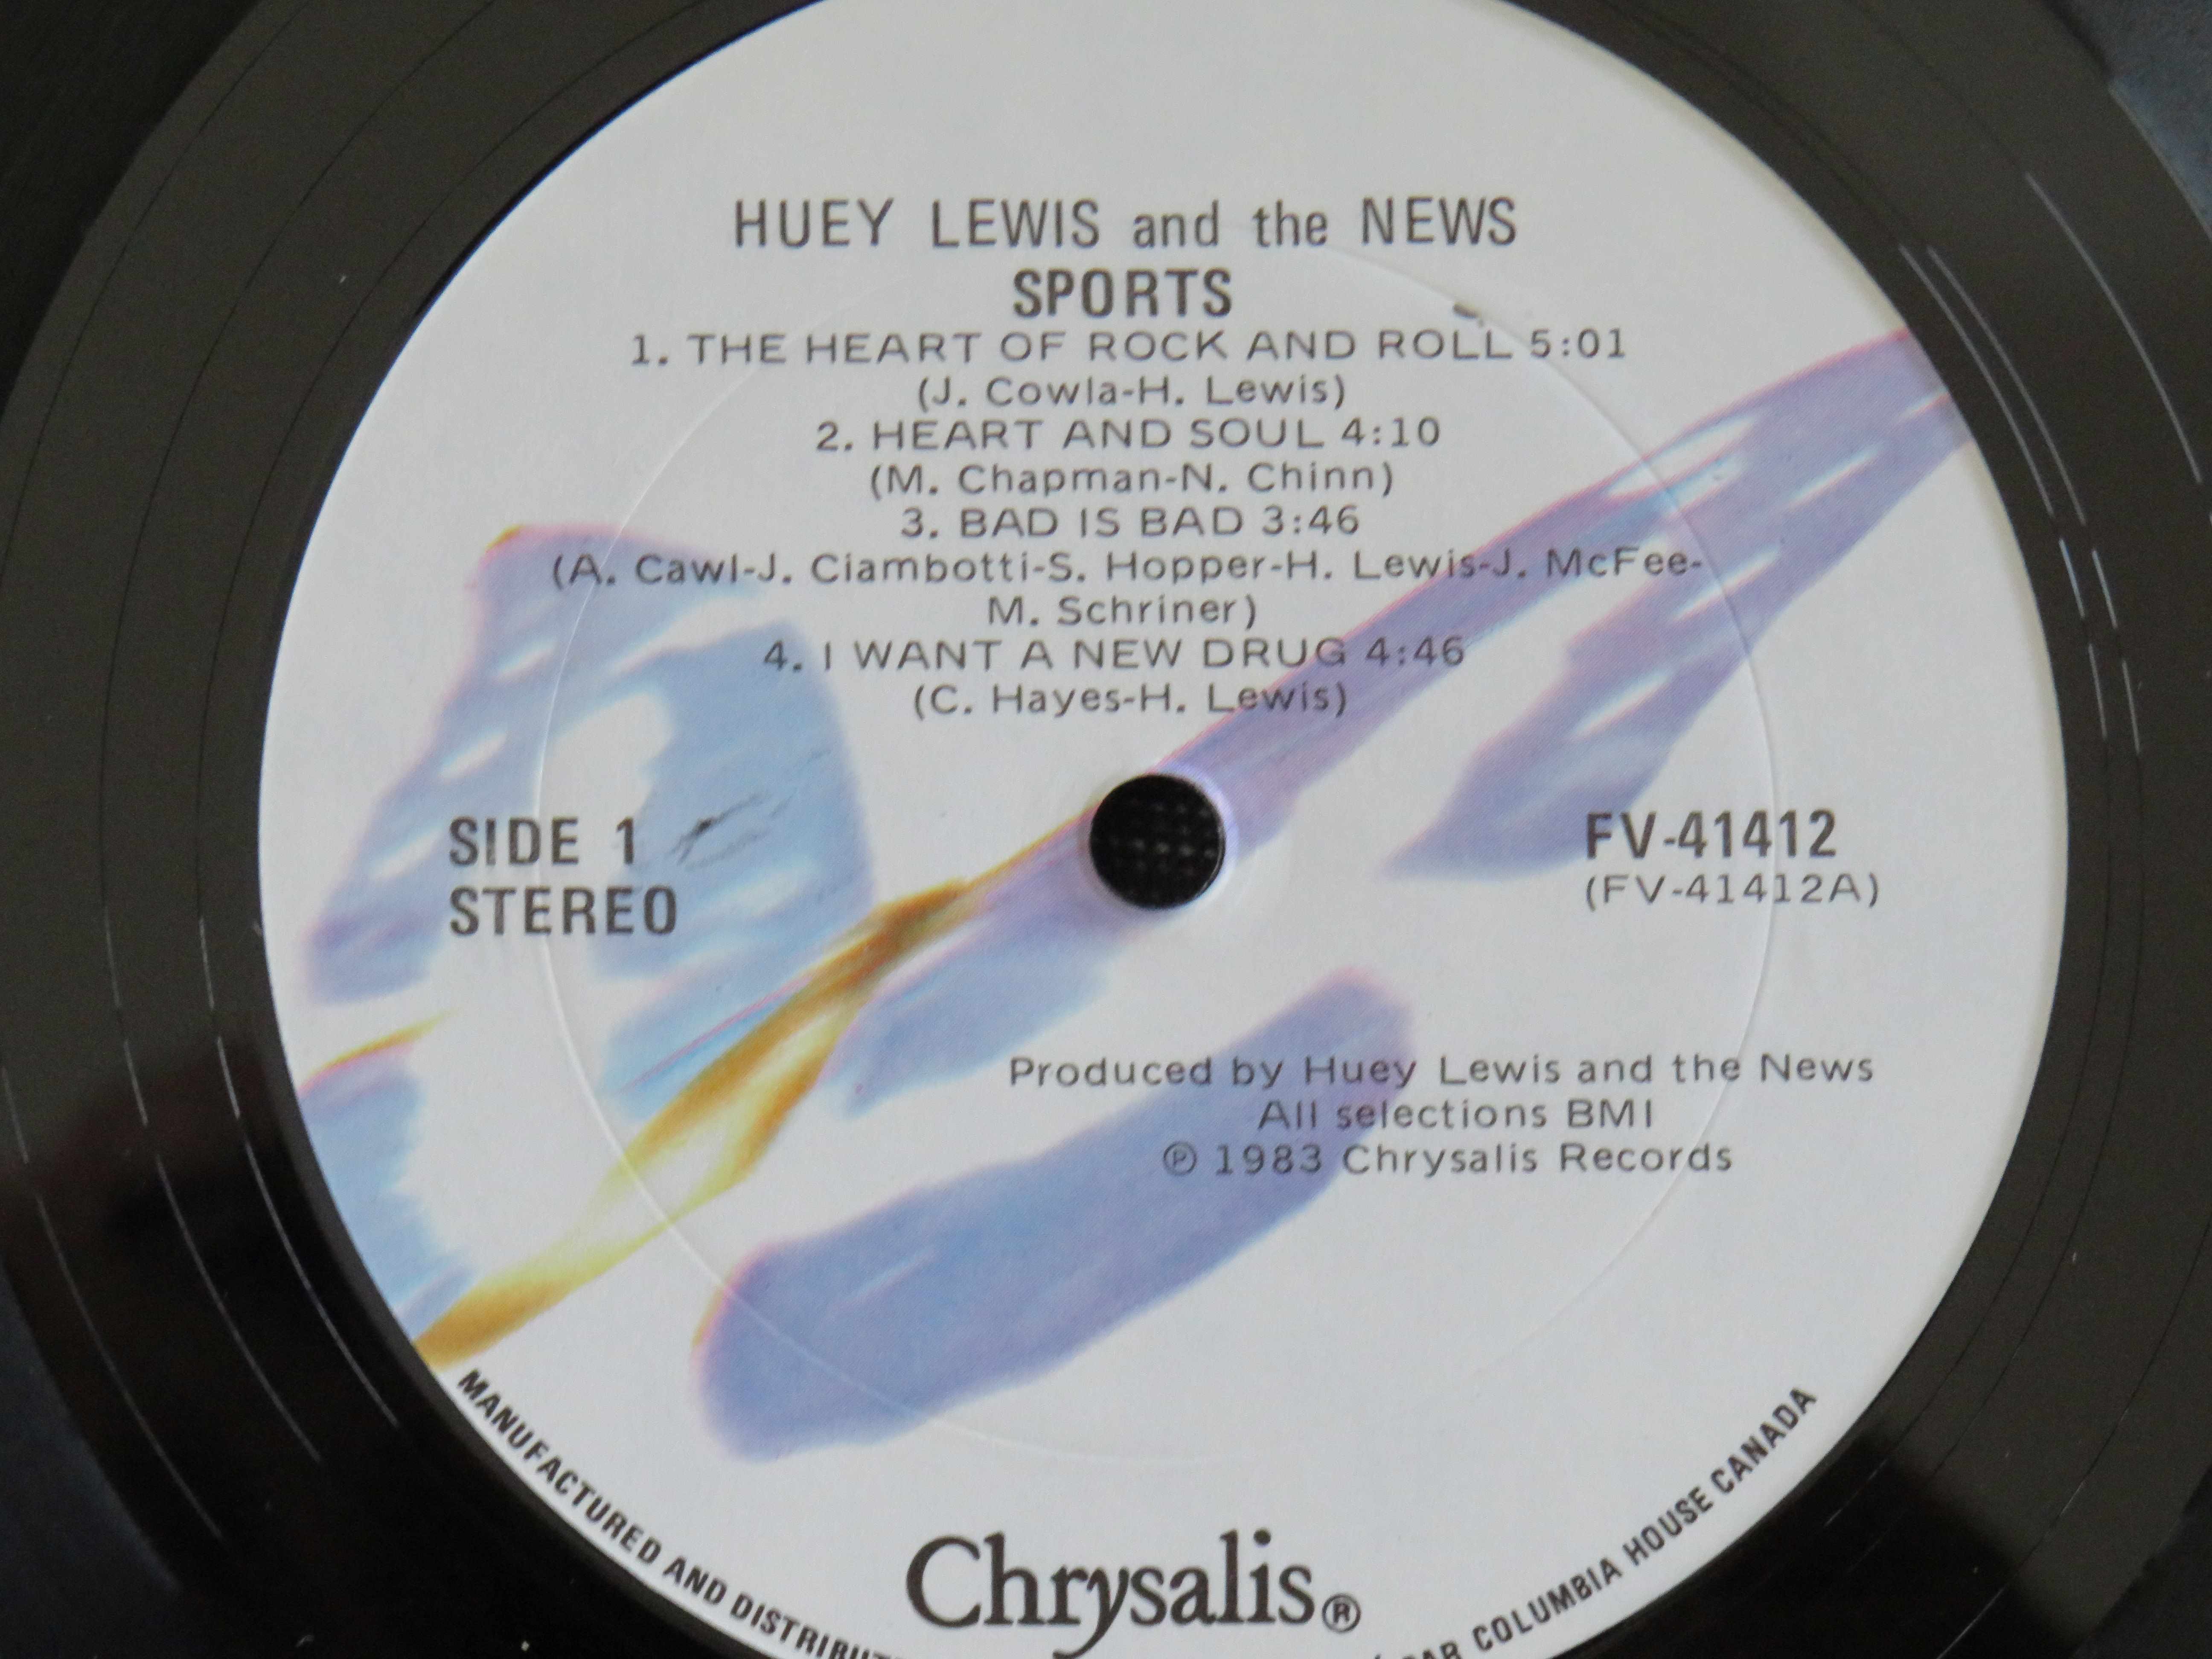 HUEY LEWIS and the NEWS
SPORTS
1. THE HEART OF ROCK AND ROLL 5:01
(J. Cowla-H. Lewis)
2. HEART AND SOUL 4:10
(M. Chapman-N. Chinn)
3. BAD IS BAD 3:46
(A. Cawl-J. Ciambotti-S. Hopper-H. Lewis-J. McFee-
M. Schriner)
4. I WANT A NEW DRUG 4:46
(C. Hayes-H. Lewis)
SIDE 1
STEREO
FV-41412
(FV-41412A)
Produced by Huey Lewis and the News
All selections BMI
℗ 1983 Chrysalis Records
Chrysalis®
MANUFACTURED AND
PAR COLUMBIA HOUSE CANADA